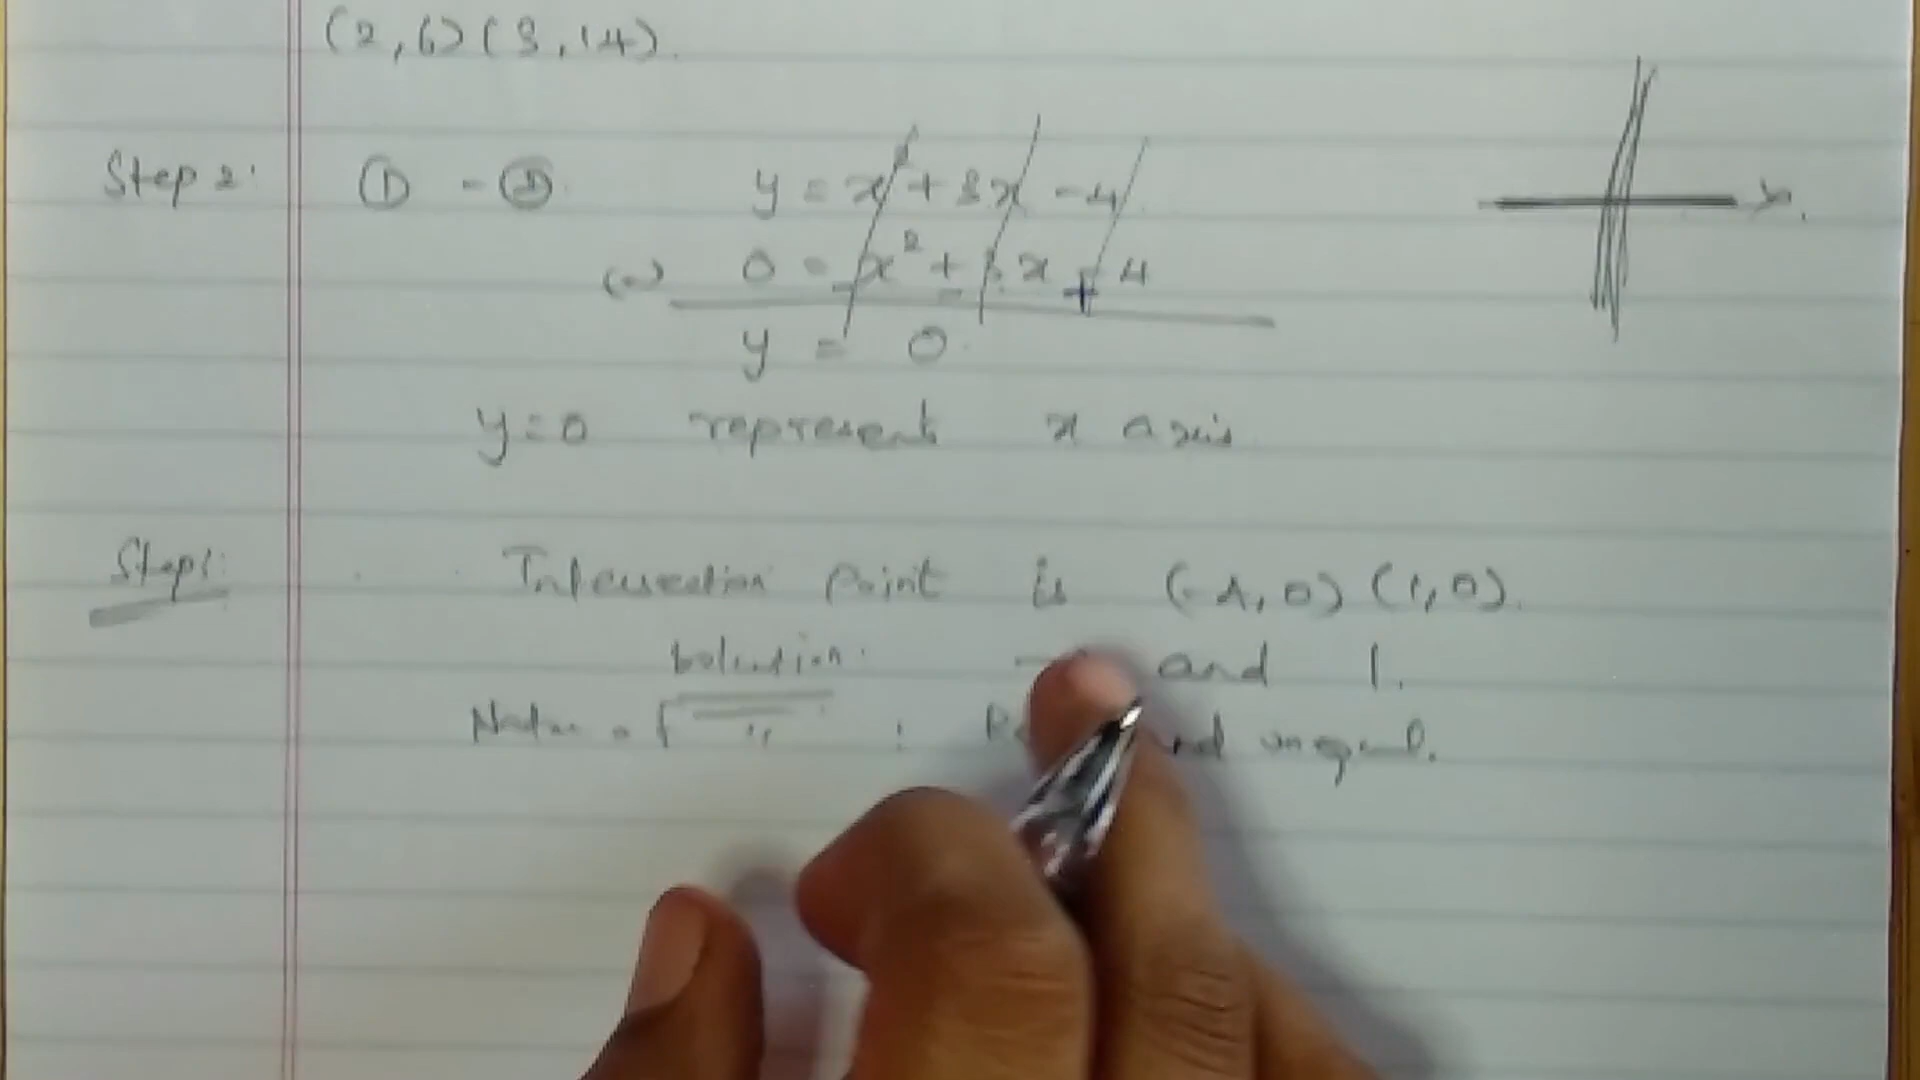 (2,6) (3,14).
Step 2: ① - ② y = x² + 3x - 4
(-) 0 = x² + 3x - 4
- - +
y = 0
y=0 represent x axis
Step: Intersection point is (-4,0) (1,0).
Solution: and 1.
Nature of " : and unequal.